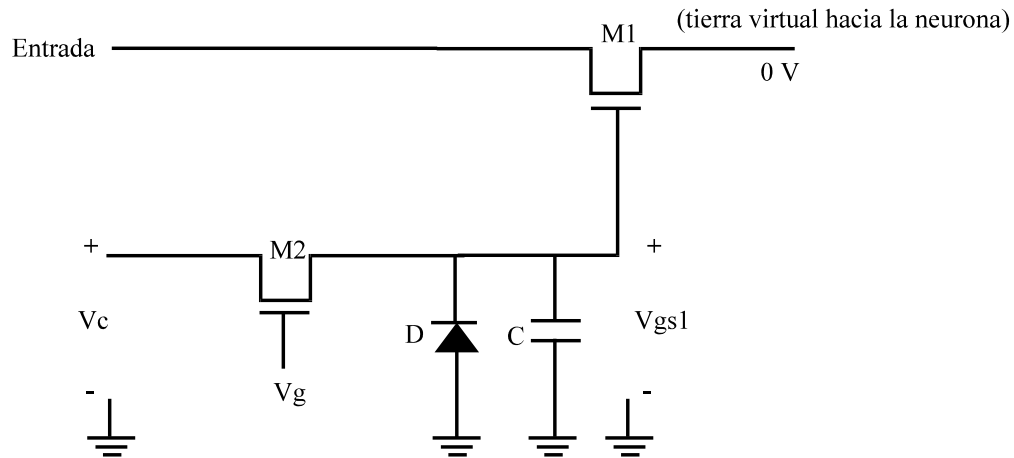 (tierra virtual hacia la neurona)
M1
Entrada
0 V
+
M2
+
Vc
D
C
Vgs1
-
Vg
-